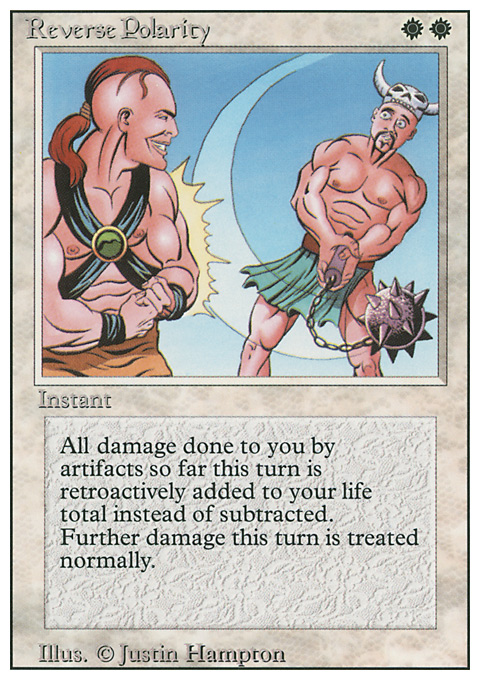 Reverse Polarity
Instant
All damage done to you by
artifacts so far this turn is
retroactively added to your life
total instead of subtracted.
Further damage this turn is treated
normally.
Illus. © Justin Hampton